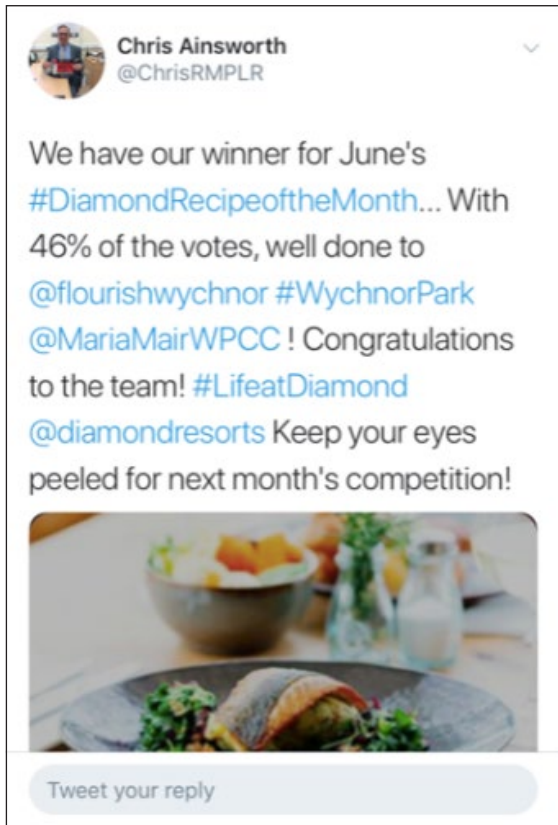 Chris Ainsworth
@ChrisRMPLR
We have our winner for June's
#DiamondRecipeoftheMonth... With
46% of the votes, well done to
@flourishwychnor #WychnorPark
@MariaMairWPCC ! Congratulations
to the team! #LifeatDiamond
@diamondresorts Keep your eyes
peeled for next month's competition!
Tweet your reply